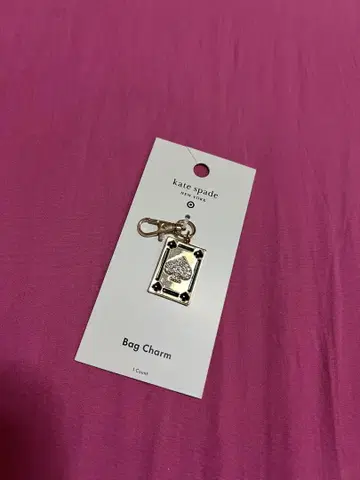 kate spade
NEW YORK
Bag Charm
1 Count